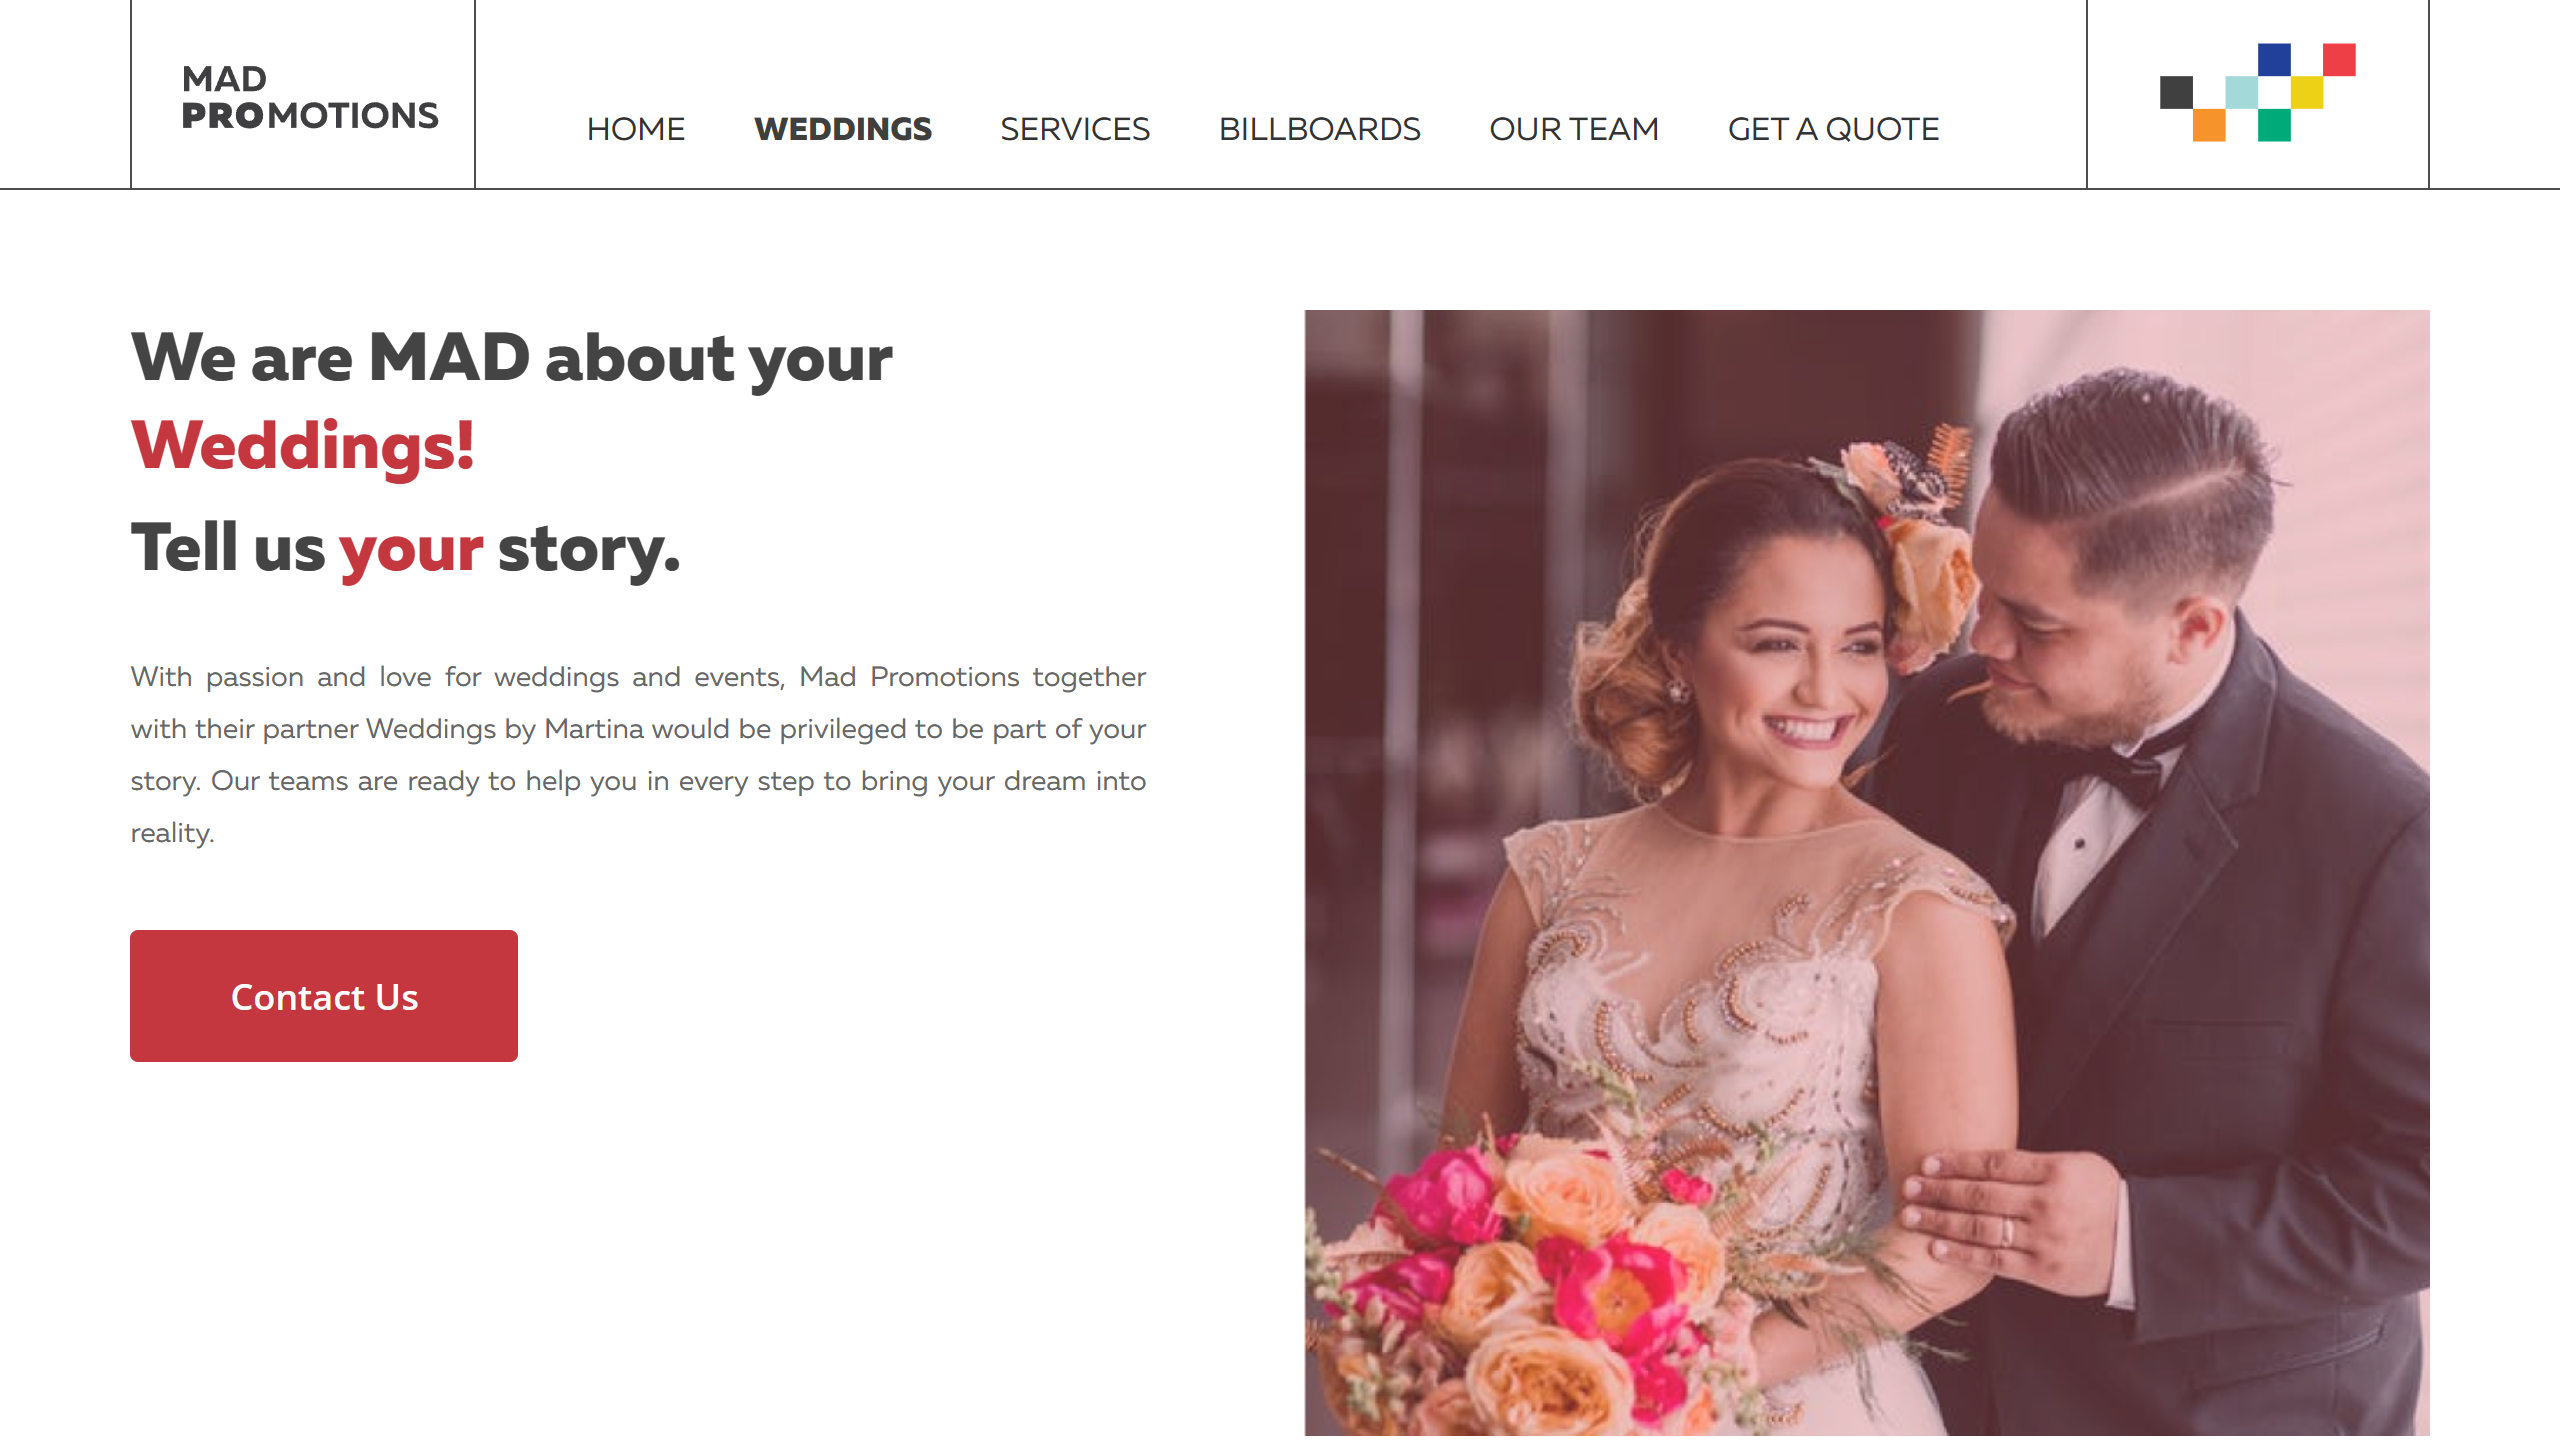 MAD
PROMOTIONS
HOME WEDDINGS SERVICES BILLBOARDS OUR TEAM GET A QUOTE
We are MAD about your
Weddings!
Tell us your story.
With passion and love for weddings and events, Mad Promotions together
with their partner Weddings by Martina would be privileged to be part of your
story. Our teams are ready to help you in every step to bring your dream into
reality.
Contact Us